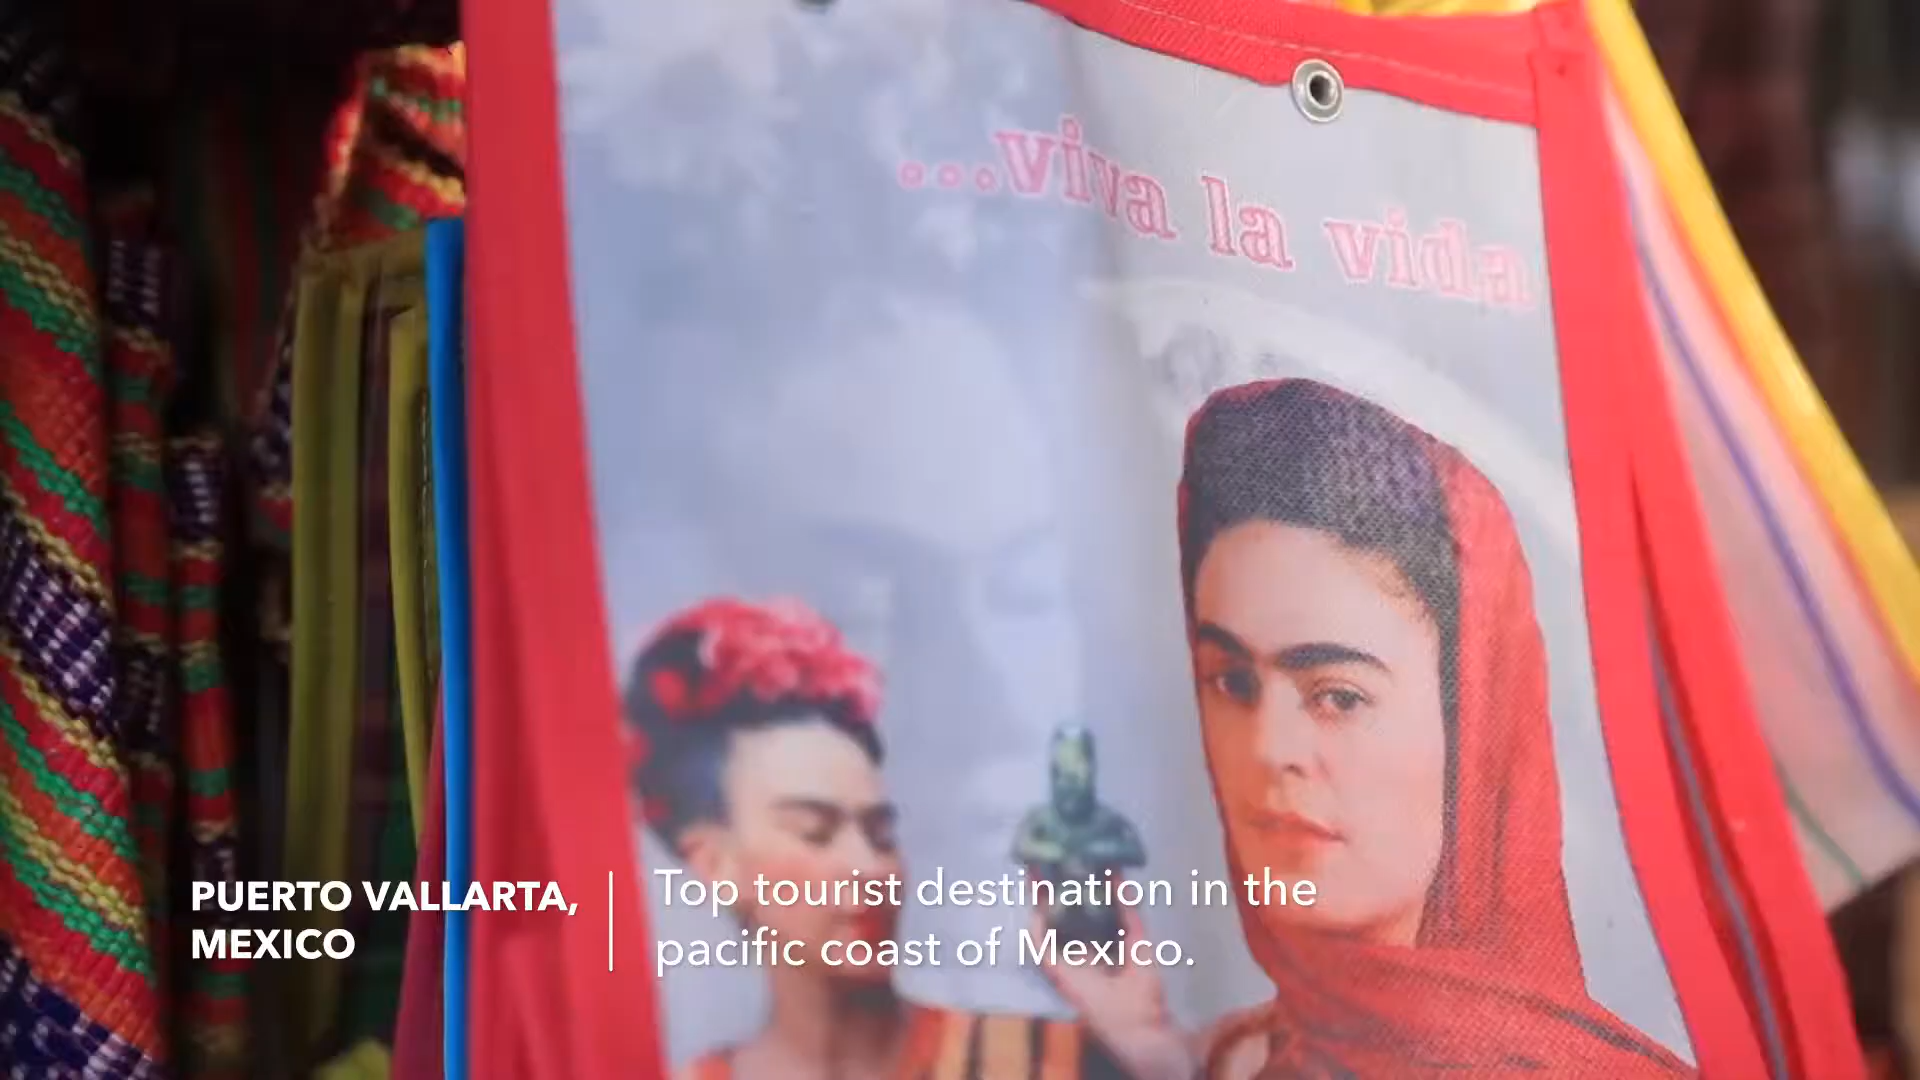 ...viva la vida
PUERTO VALLARTA,
MEXICO
Top tourist destination in the
pacific coast of Mexico.